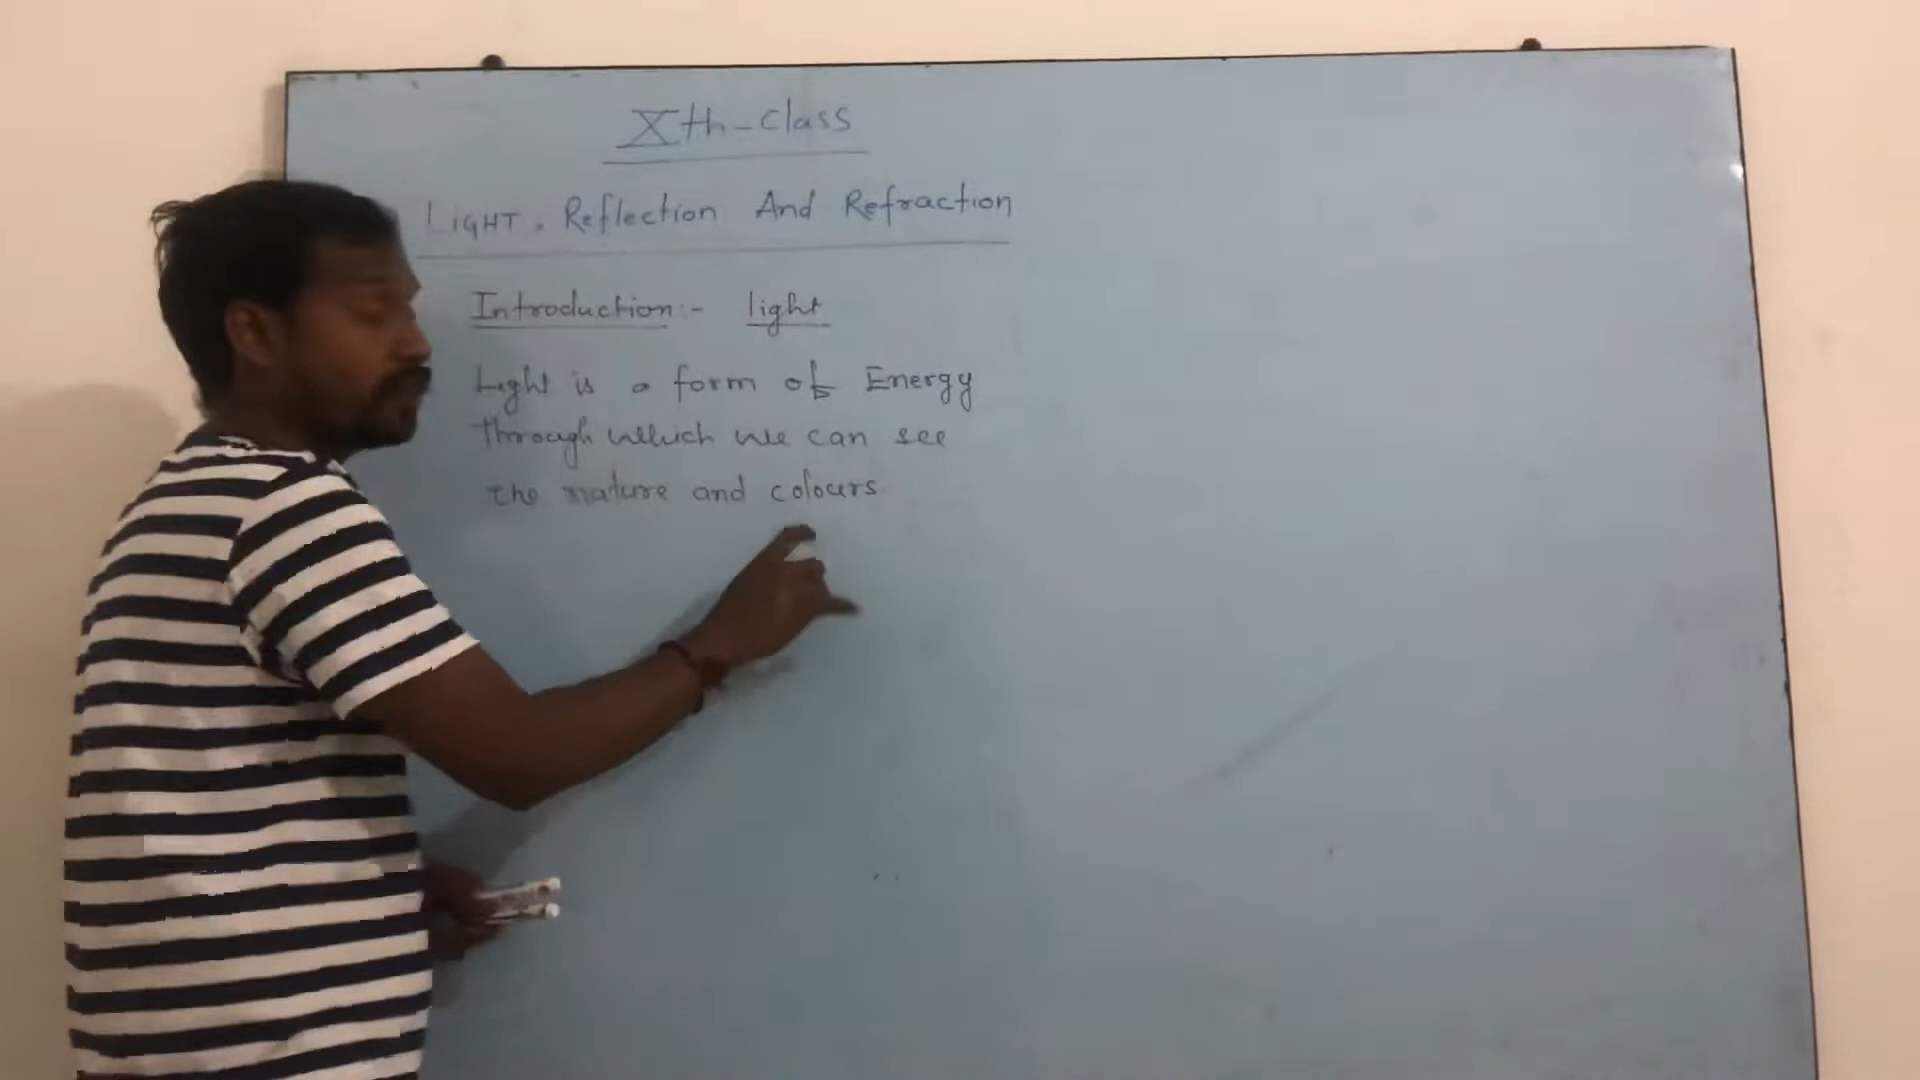 Xth-class
LIGHT. Reflection And Refraction
Introduction:- light
Light is a form of Energy
through which we can see
the nature and colours